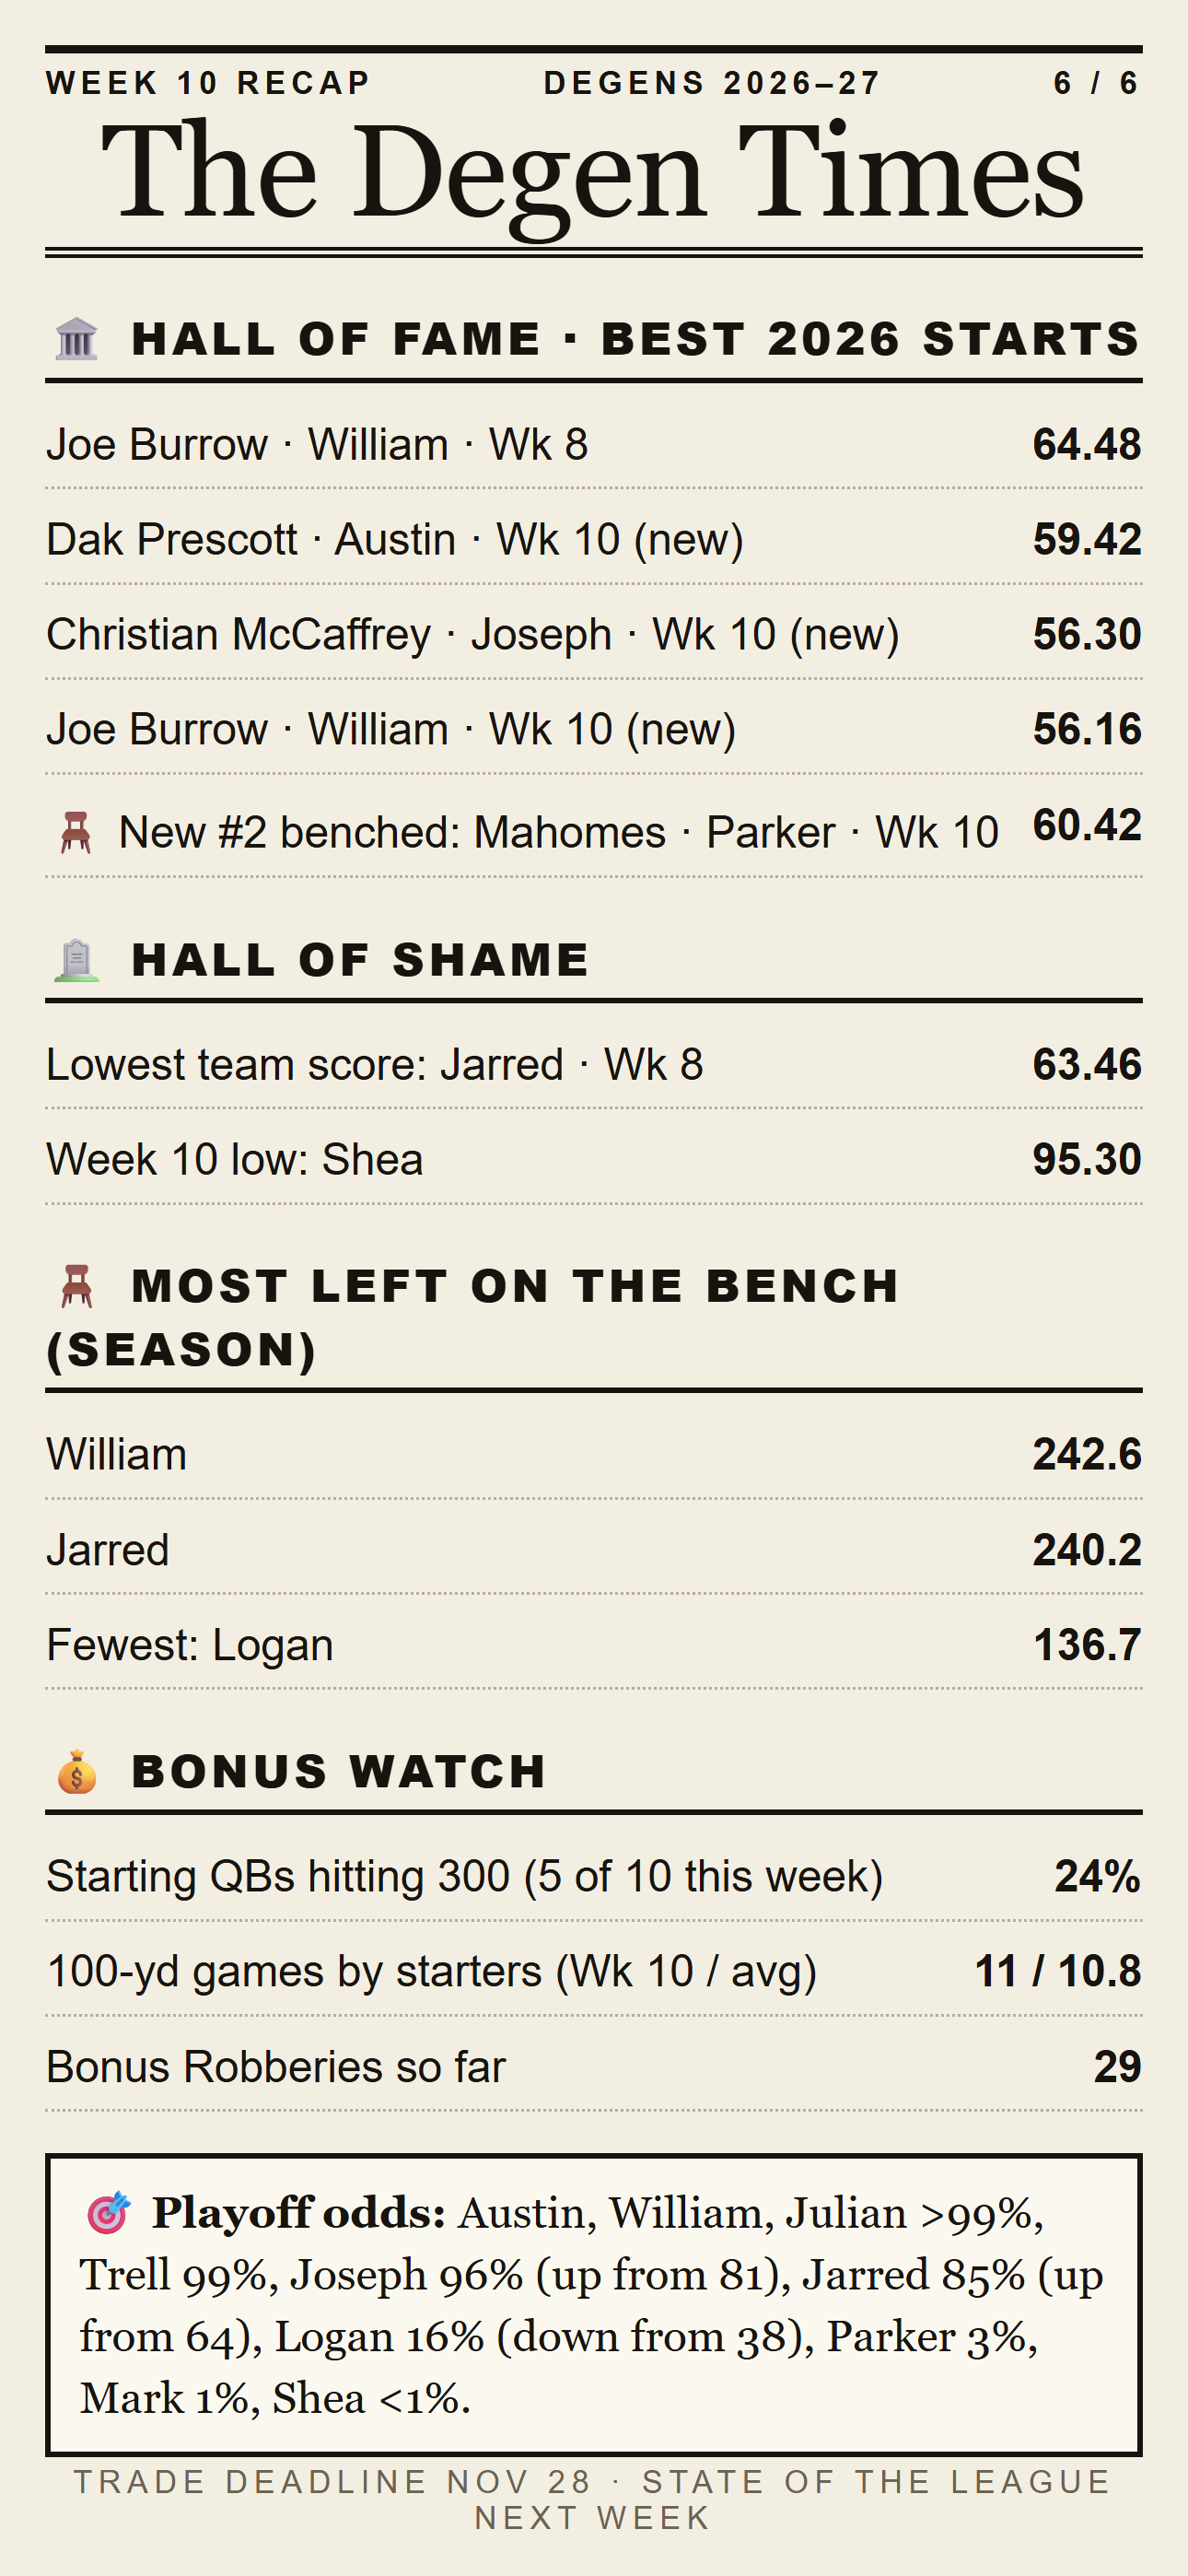 WEEK 10 RECAP DEGENS 2026–27 6 / 6
The Degen Times
🏛️ HALL OF FAME · BEST 2026 STARTS
Joe Burrow · William · Wk 8 64.48
Dak Prescott · Austin · Wk 10 (new) 59.42
Christian McCaffrey · Joseph · Wk 10 (new) 56.30
Joe Burrow · William · Wk 10 (new) 56.16
🪑 New #2 benched: Mahomes · Parker · Wk 10 60.42
🪦 HALL OF SHAME
Lowest team score: Jarred · Wk 8 63.46
Week 10 low: Shea 95.30
🪑 MOST LEFT ON THE BENCH
(SEASON)
William 242.6
Jarred 240.2
Fewest: Logan 136.7
💰 BONUS WATCH
Starting QBs hitting 300 (5 of 10 this week) 24%
100-yd games by starters (Wk 10 / avg) 11 / 10.8
Bonus Robberies so far 29
🎯 Playoff odds: Austin, William, Julian >99%,
Trell 99%, Joseph 96% (up from 81), Jarred 85% (up
from 64), Logan 16% (down from 38), Parker 3%,
Mark 1%, Shea <1%.
TRADE DEADLINE NOV 28 · STATE OF THE LEAGUE
NEXT WEEK